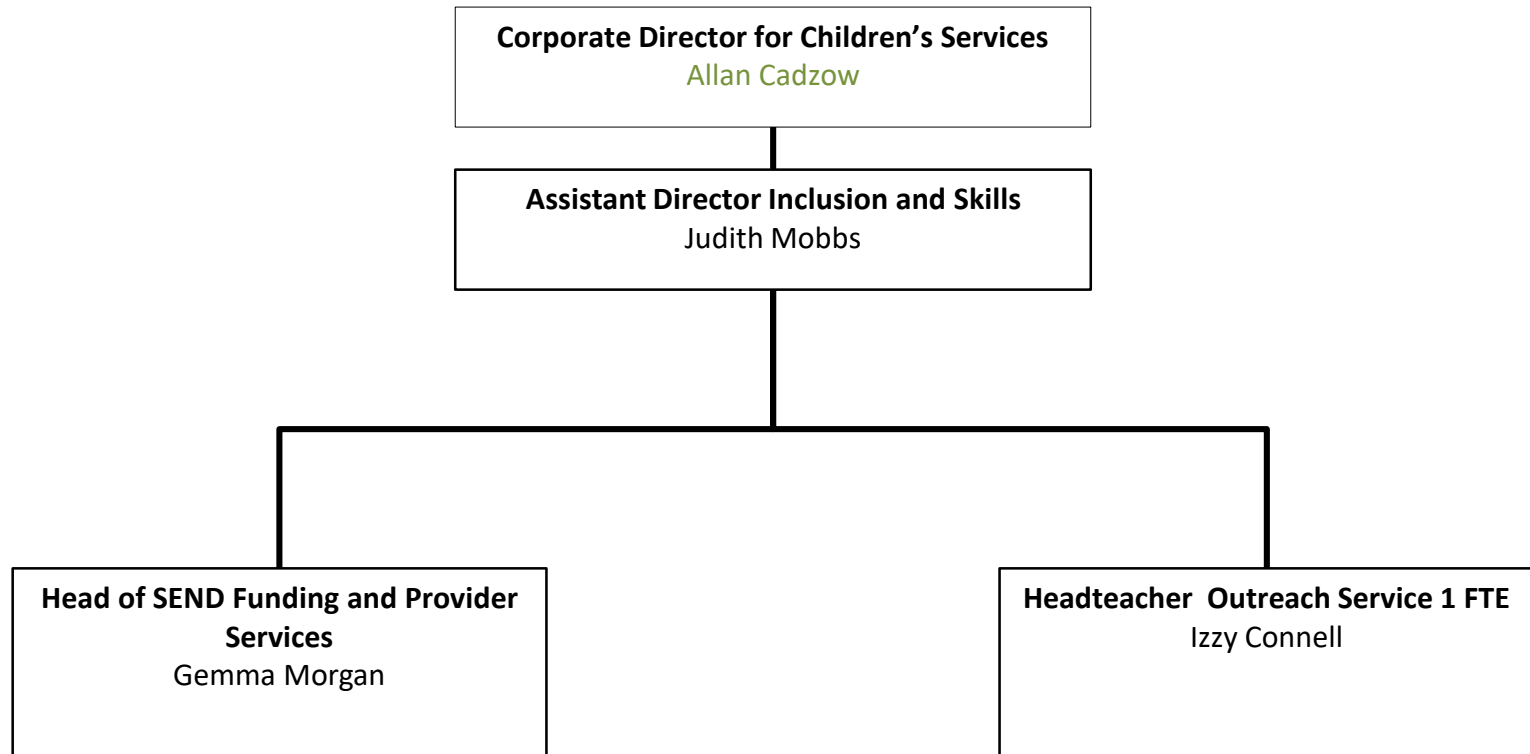 Corporate Director for Children’s Services
Allan Cadzow
Assistant Director Inclusion and Skills
Judith Mobbs
Head of SEND Funding and Provider
Services
Gemma Morgan
Headteacher  Outreach Service 1 FTE
Izzy Connell